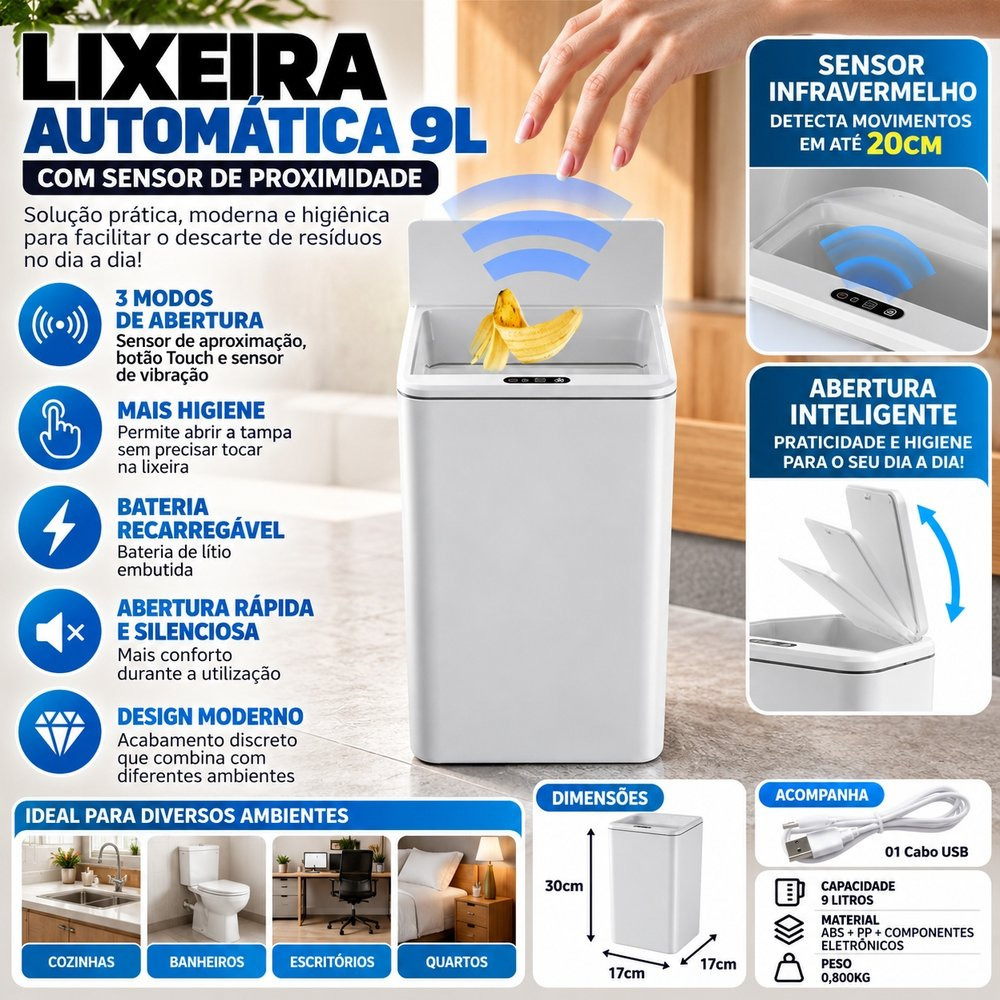 LIXEIRA
AUTOMÁTICA 9L
COM SENSOR DE PROXIMIDADE
Solução prática, moderna e higiênica
para facilitar o descarte de resíduos
no dia a dia!
3 MODOS
DE ABERTURA
Sensor de aproximação,
botão Touch e sensor
de vibração
MAIS HIGIENE
Permite abrir a tampa
sem precisar tocar
na lixeira
BATERIA
RECARREGÁVEL
Bateria de lítio
embutida
ABERTURA RÁPIDA
E SILENCIOSA
Mais conforto
durante a utilização
DESIGN MODERNO
Acabamento discreto
que combina com
diferentes ambientes
SENSOR
INFRAVERMELHO
DETECTA MOVIMENTOS
EM ATÉ 20CM
ABERTURA
INTELIGENTE
PRATICIDADE E HIGIENE
PARA O SEU DIA A DIA!
IDEAL PARA DIVERSOS AMBIENTES
COZINHAS
BANHEIROS
ESCRITÓRIOS
QUARTOS
DIMENSÕES
30cm
17cm
17cm
ACOMPANHA
01 Cabo USB
CAPACIDADE
9 LITROS
MATERIAL
ABS + PP + COMPONENTES
ELETRÔNICOS
PESO
0,800KG